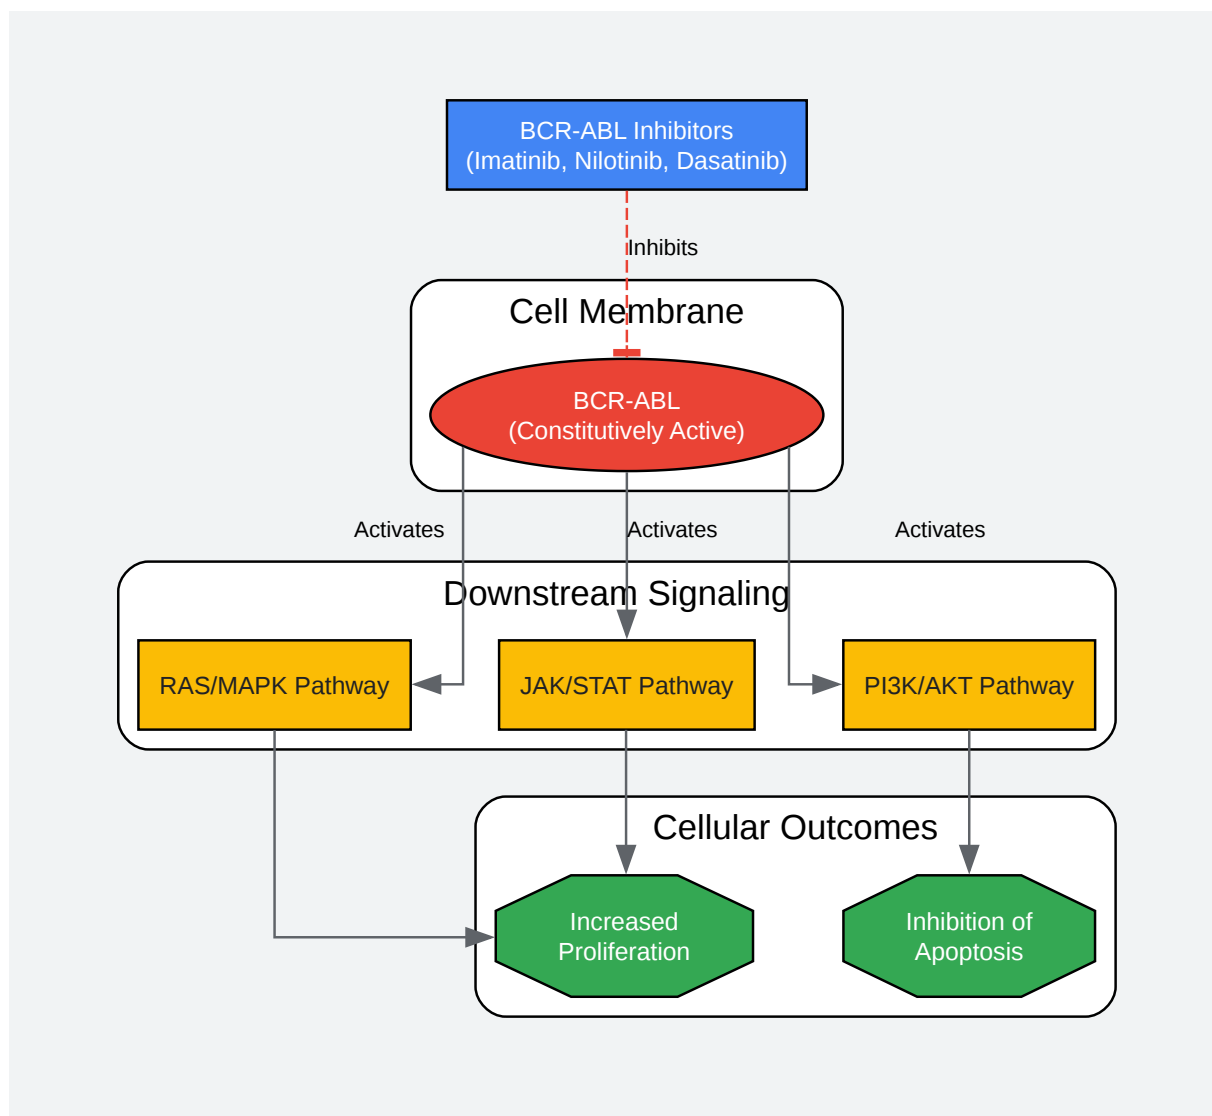 BCR-ABL Inhibitors
(Imatinib, Nilotinib, Dasatinib)
Inhibits
Cell Membrane
BCR-ABL
(Constitutively Active)
Activates
Activates
Activates
Downstream Signaling
RAS/MAPK Pathway
JAK/STAT Pathway
PI3K/AKT Pathway
Cellular Outcomes
Increased
Proliferation
Inhibition of
Apoptosis